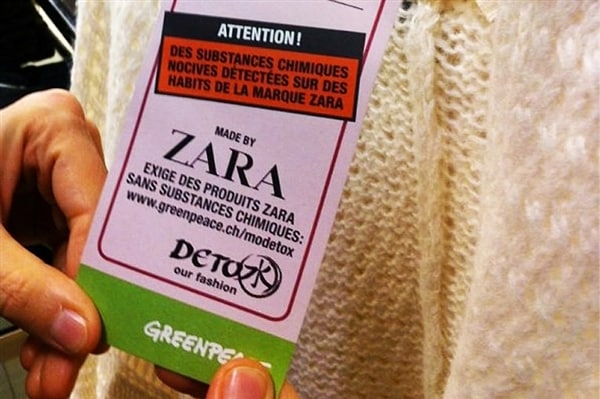 ATTENTION!
DES SUBSTANCES CHIMIQUES
NOCIVES DÉTECTÉES SUR DES
HABITS DE LA MARQUE ZARA
MADE BY
ZARA
EXIGE DES PRODUITS ZARA
SANS SUBSTANCES CHIMIQUES:
www.greenpeace.ch/modetox
DETOX
our fashion
GREENPEACE